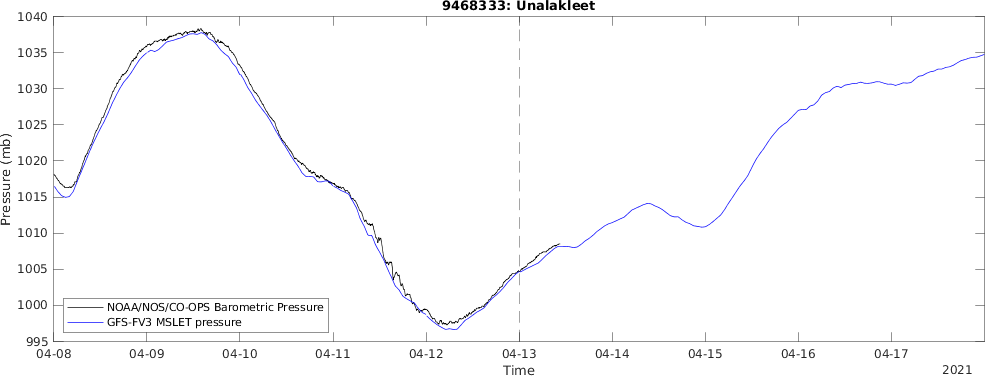 9468333: Unalakleet
1040
1035
1030
1025
1020
1015
1010
1005
1000
995
Pressure (mb)
NOAA/NOS/CO-OPS Barometric Pressure
GFS-FV3 MSLET pressure
04-08 04-09 04-10 04-11 04-12 04-13 04-14 04-15 04-16 04-17
Time
2021